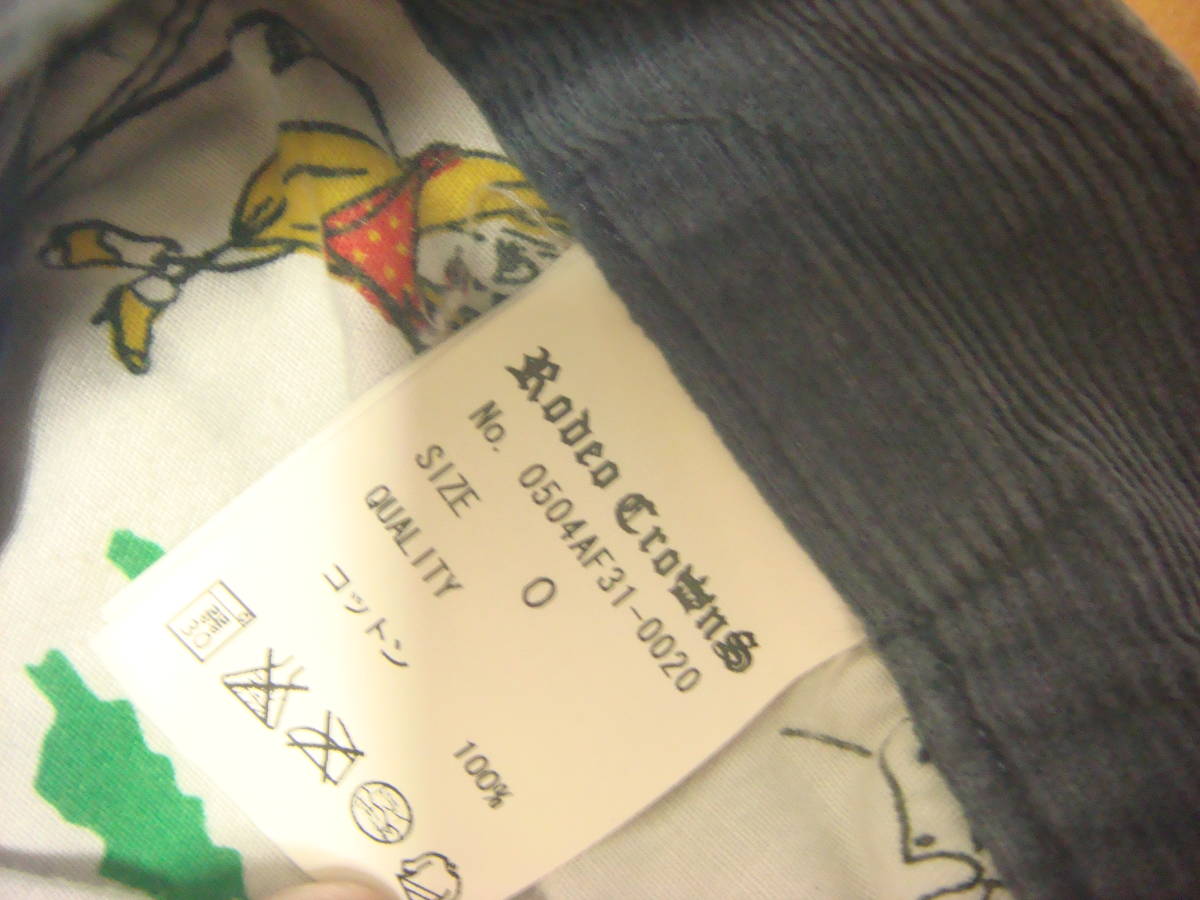 Rodeo Crowns
No. 0504AF31-0020
SIZE 0
QUALITY
コットン 100%